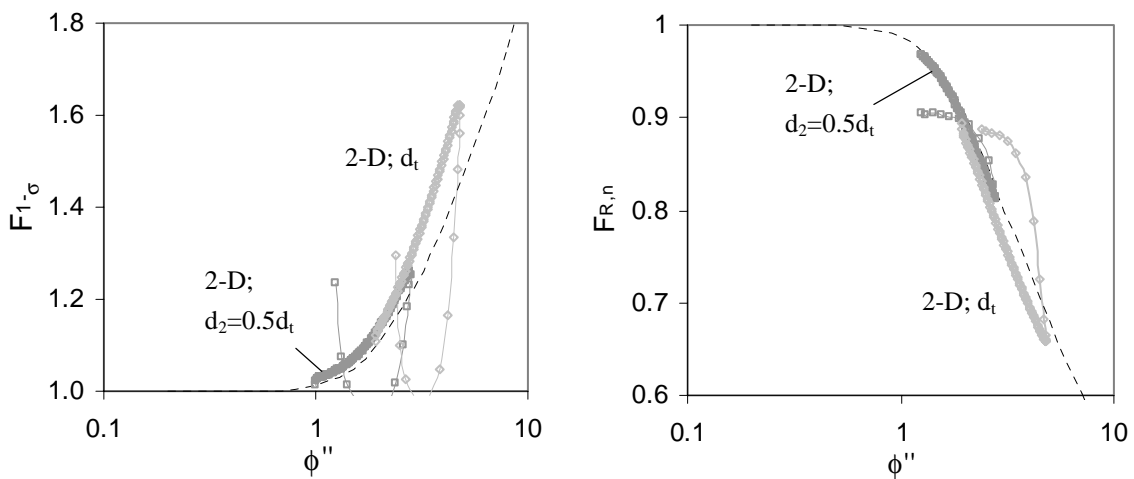 1.8
1.6
1.4
1.2
1.0
0.1
1
10
F1-σ
ϕ"
2-D; dt
2-D;
d2=0.5dt
1
0.9
0.8
0.7
0.6
0.1
1
10
FR,n
ϕ"
2-D;
d2=0.5dt
2-D; dt